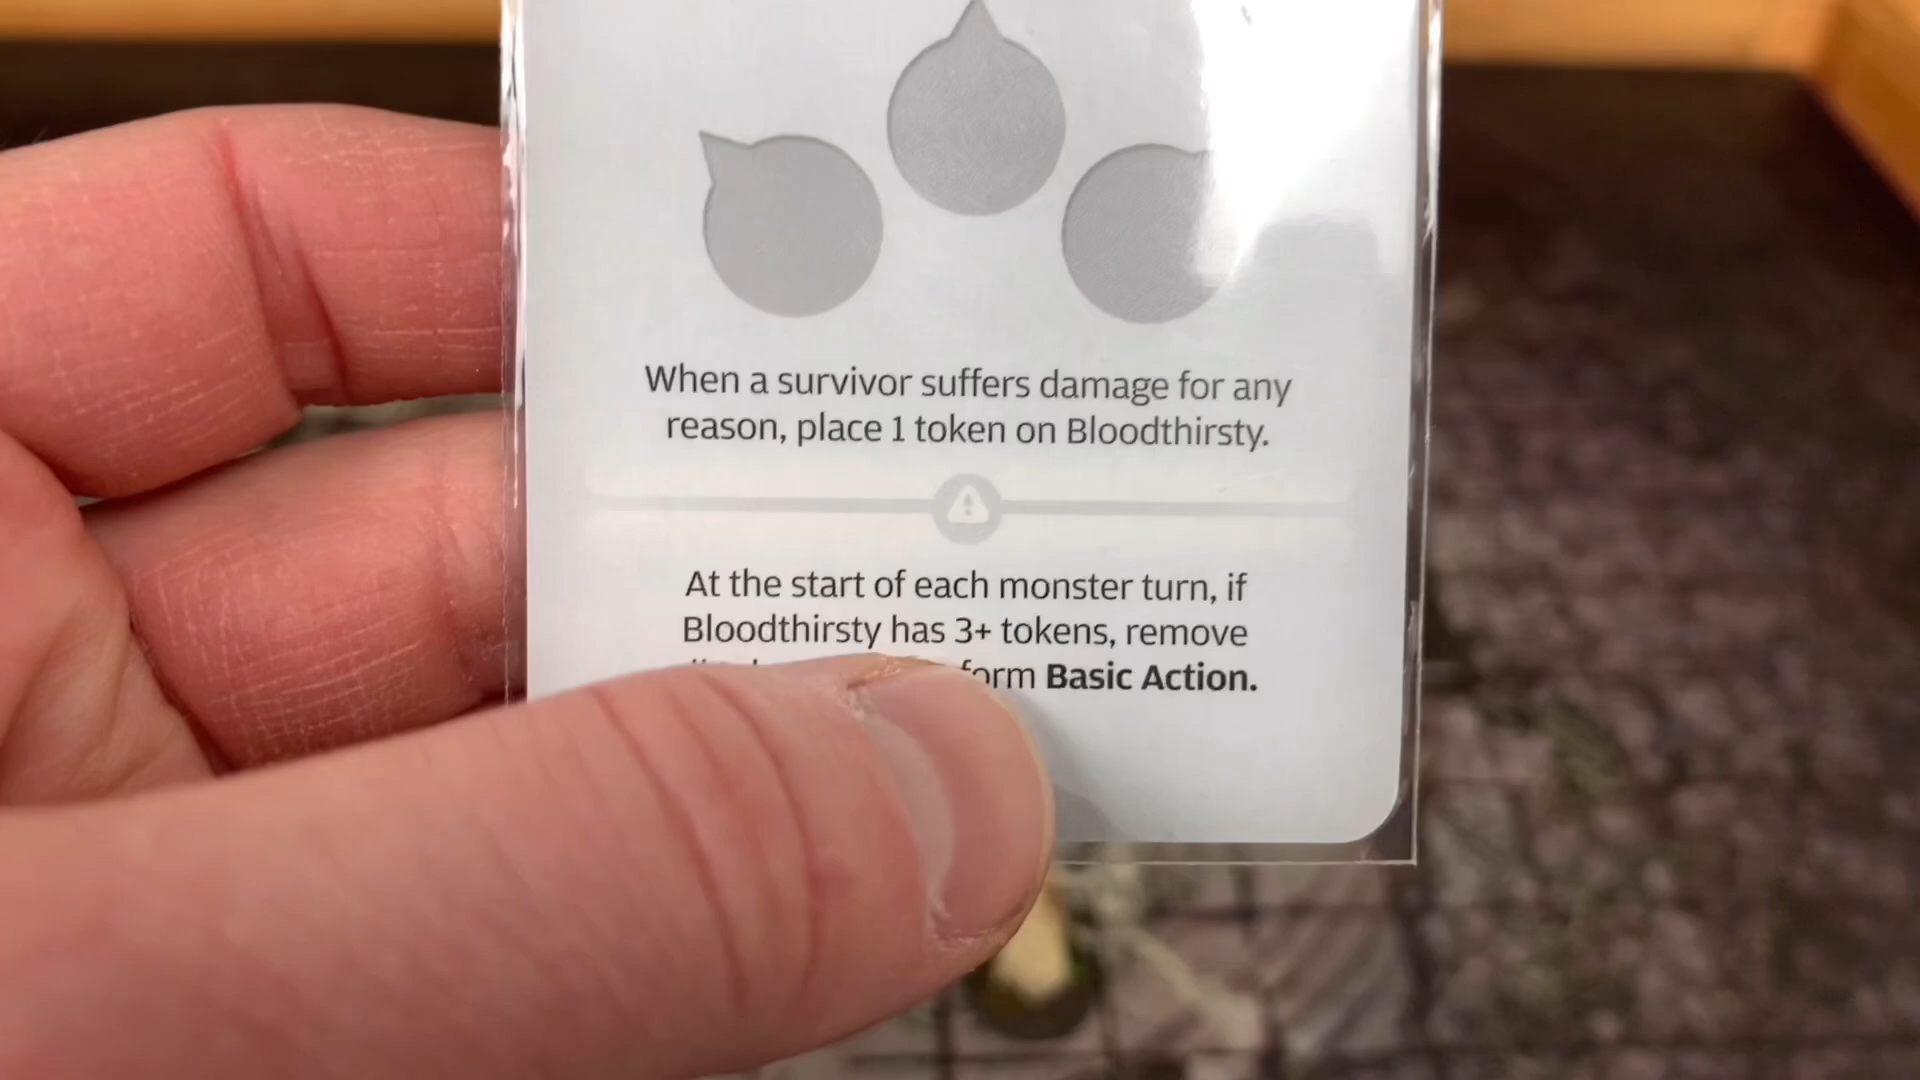 When a survivor suffers damage for any
reason, place 1 token on Bloodthirsty.
At the start of each monster turn, if
Bloodthirsty has 3+ tokens, remove
form Basic Action.